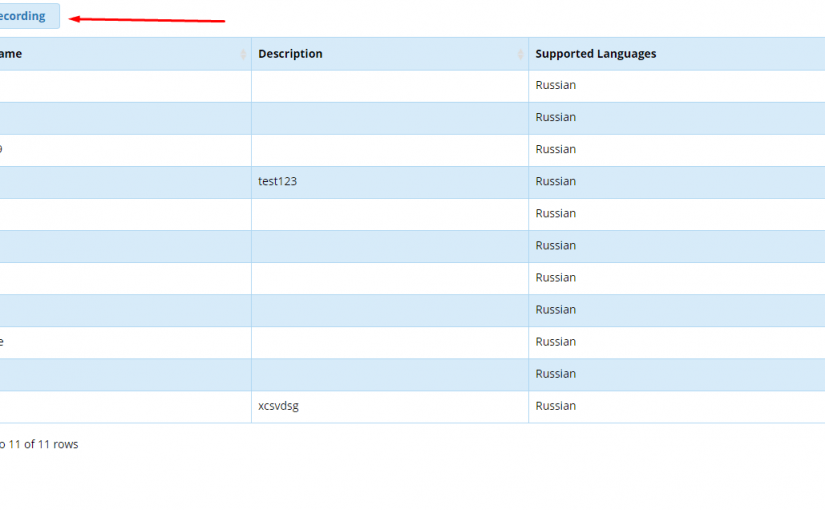 ecording
ame Description Supported Languages
Russian
Russian
9 Russian
test123 Russian
Russian
Russian
Russian
Russian
e Russian
Russian
xcsvdsg Russian
o 11 of 11 rows